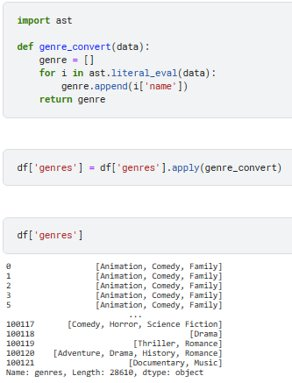 import ast
def genre_convert(data):
    genre = []
    for i in ast.literal_eval(data):
        genre.append(i['name'])
    return genre
df['genres'] = df['genres'].apply(genre_convert)
df['genres']
0                    [Animation, Comedy, Family]
1                    [Animation, Comedy, Family]
2                    [Animation, Comedy, Family]
3                    [Animation, Comedy, Family]
5                    [Animation, Comedy, Family]
                         ...
100117        [Comedy, Horror, Science Fiction]
100118                                  [Drama]
100119                      [Thriller, Romance]
100120     [Adventure, Drama, History, Romance]
100121                     [Documentary, Music]
Name: genres, Length: 28610, dtype: object